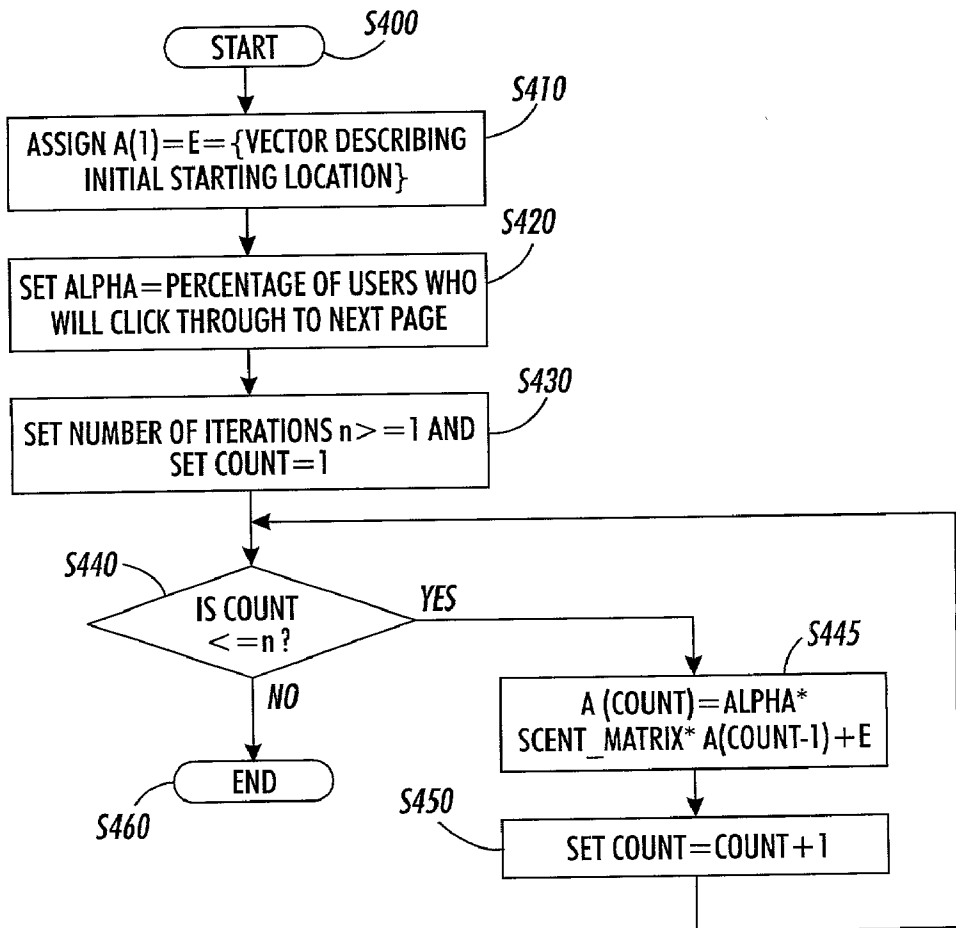 START
S400
S410
ASSIGN A(1)=E={VECTOR DESCRIBING
INITIAL STARTING LOCATION}
S420
SET ALPHA=PERCENTAGE OF USERS WHO
WILL CLICK THROUGH TO NEXT PAGE
S430
SET NUMBER OF ITERATIONS n>=1 AND
SET COUNT=1
S440
IS COUNT
<=n?
YES
NO
S445
A (COUNT)=ALPHA*
SCENT_MATRIX* A(COUNT-1)+E
END
S460
S450
SET COUNT=COUNT+1